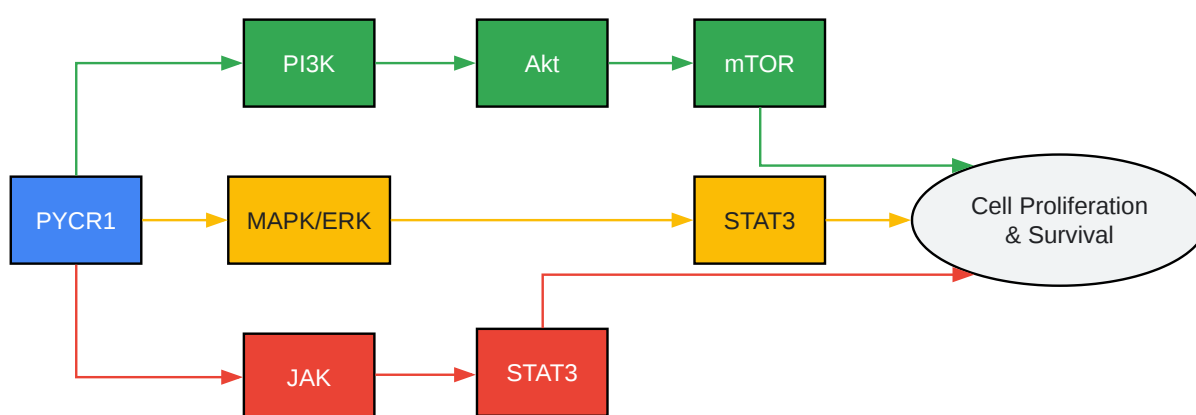 PI3K
Akt
mTOR
PYCR1
MAPK/ERK
STAT3
Cell Proliferation
& Survival
JAK
STAT3